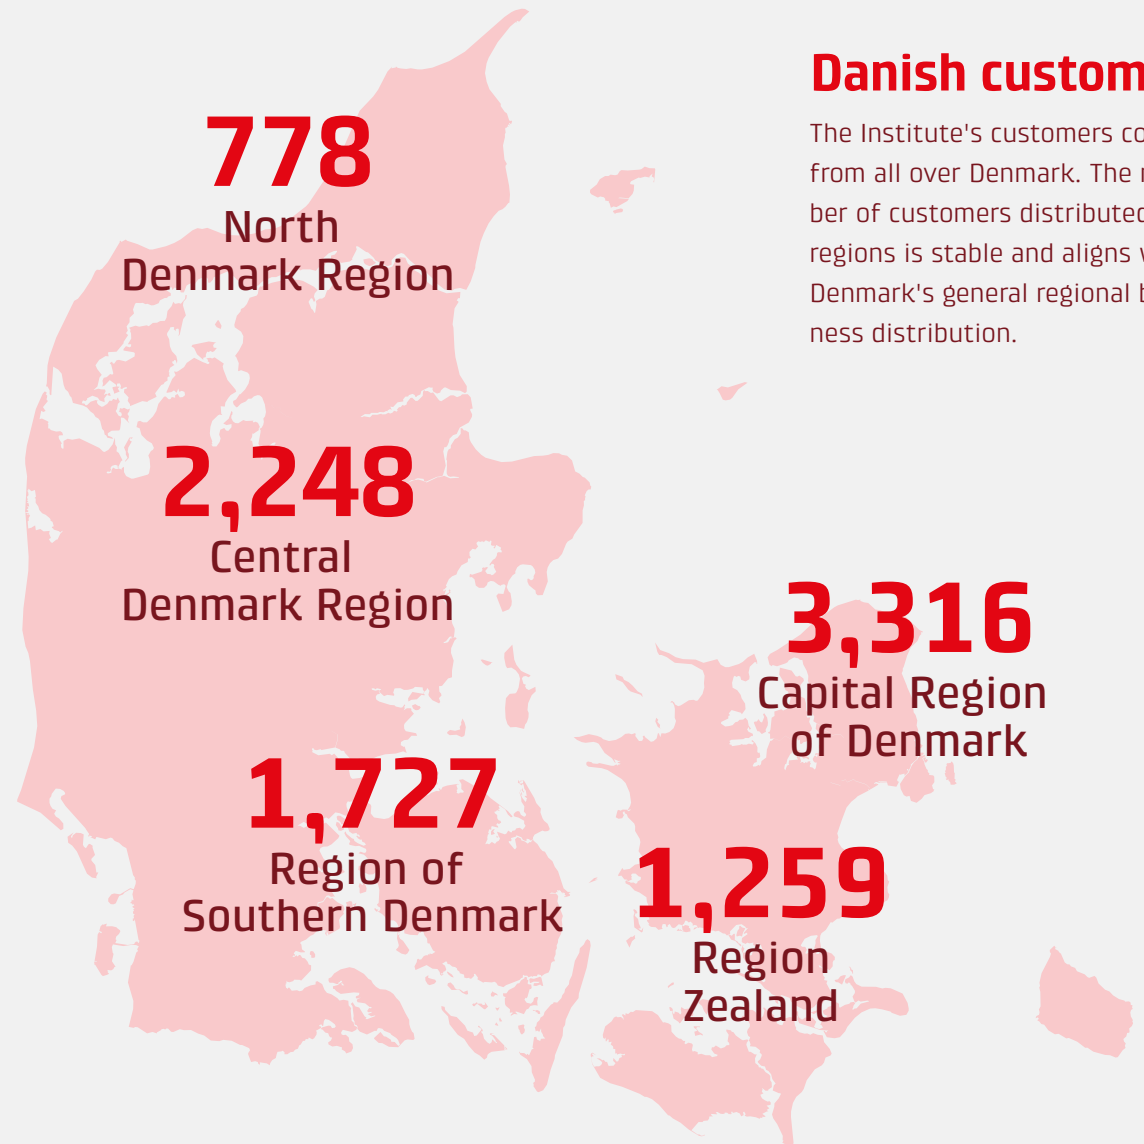 Danish custom
The Institute's customers co
from all over Denmark. The
ber of customers distributed
regions is stable and aligns
Denmark's general regional
ness distribution.
778
North
Denmark Region
2,248
Central
Denmark Region
3,316
Capital Region
of Denmark
1,727
Region of
Southern Denmark
1,259
Region
Zealand